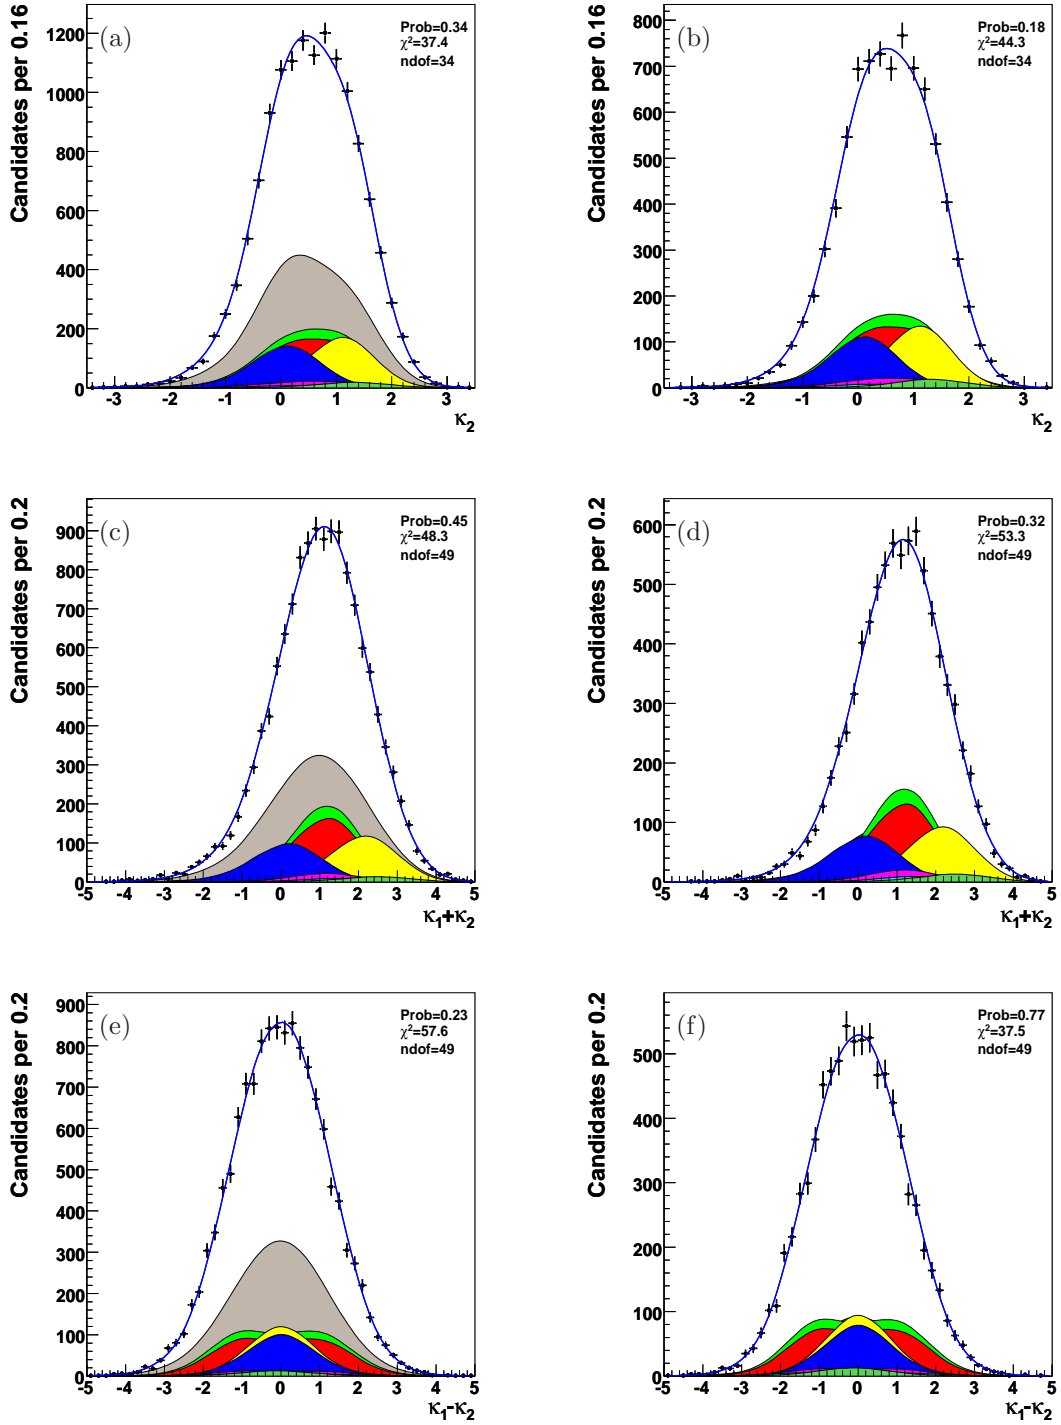 Candidates per 0.16
1200
1000
800
600
400
200
0
(a)
Prob=0.34
χ²=37.4
ndof=34
-3 -2 -1 0 1 2 3
κ₂
Candidates per 0.16
800
700
600
500
400
300
200
100
0
(b)
Prob=0.18
χ²=44.3
ndof=34
-3 -2 -1 0 1 2 3
κ₂
Candidates per 0.2
900
800
700
600
500
400
300
200
100
0
(c)
Prob=0.45
χ²=48.3
ndof=49
-5 -4 -3 -2 -1 0 1 2 3 4 5
κ₁+κ₂
Candidates per 0.2
600
500
400
300
200
100
0
(d)
Prob=0.32
χ²=53.3
ndof=49
-5 -4 -3 -2 -1 0 1 2 3 4 5
κ₁+κ₂
Candidates per 0.2
900
800
700
600
500
400
300
200
100
0
(e)
Prob=0.23
χ²=57.6
ndof=49
-5 -4 -3 -2 -1 0 1 2 3 4 5
κ₁-κ₂
Candidates per 0.2
500
400
300
200
100
0
(f)
Prob=0.77
χ²=37.5
ndof=49
-5 -4 -3 -2 -1 0 1 2 3 4 5
κ₁-κ₂